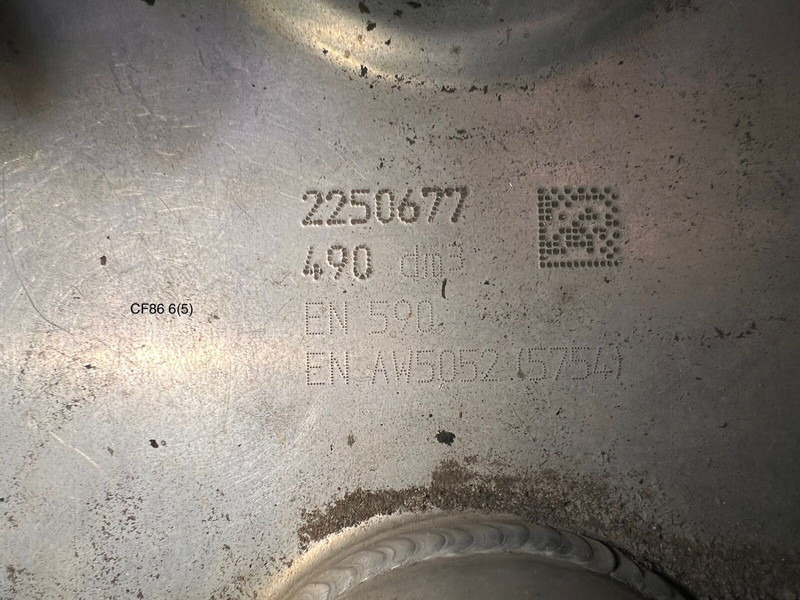 2250677
490 dm³
CF86 6(5)
EN 590
EN AW5052 (5754)